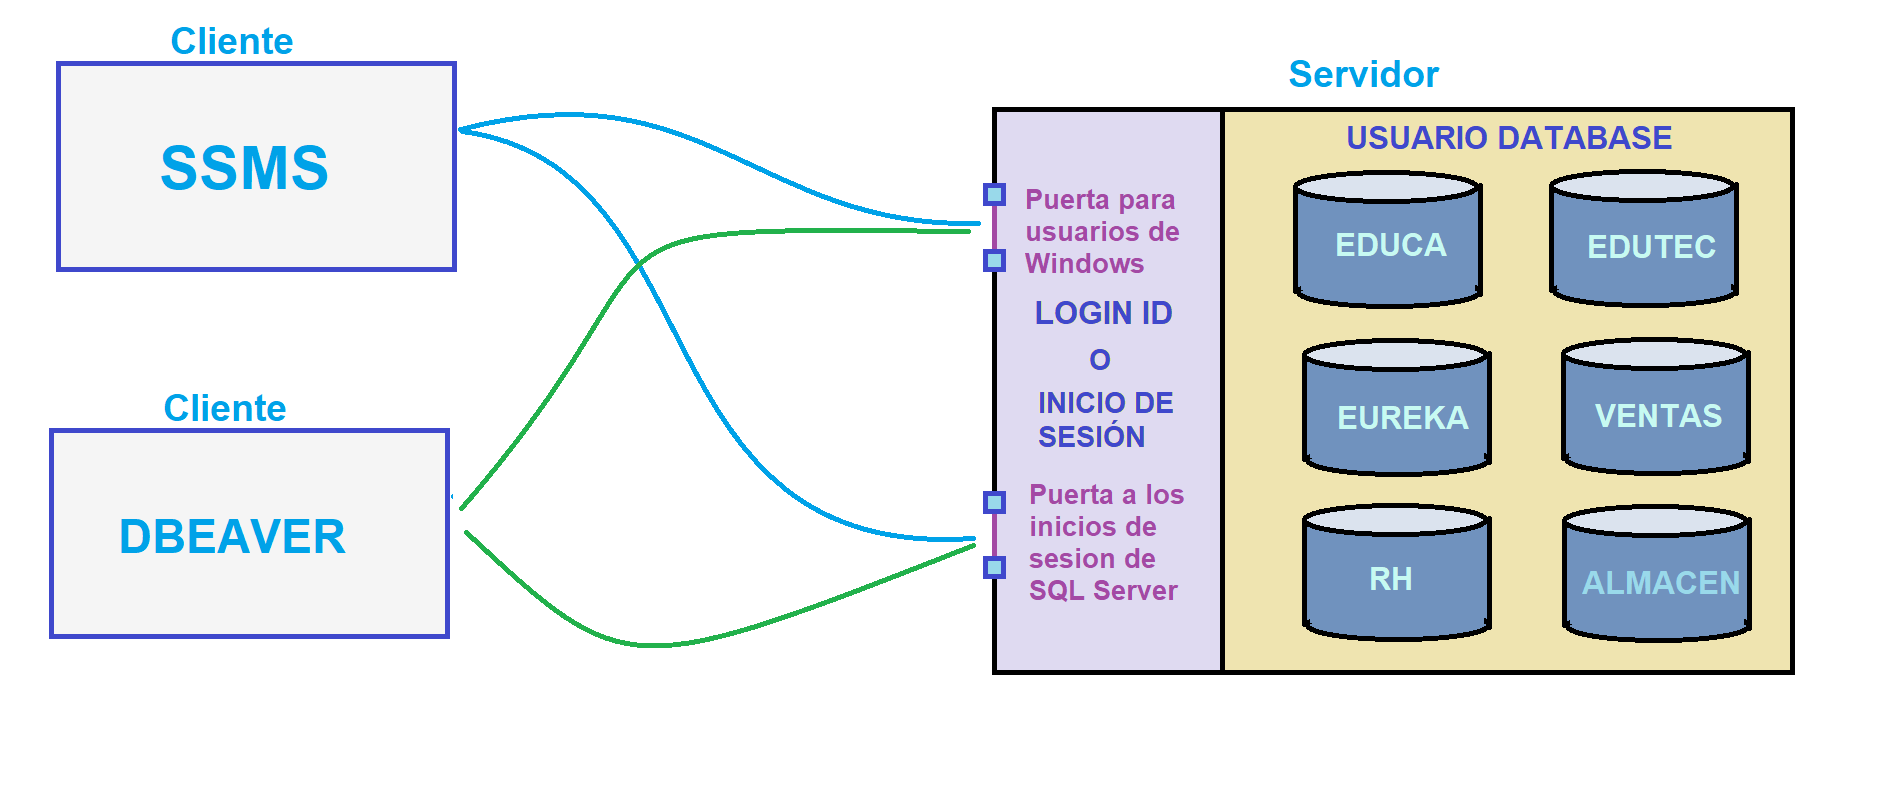 Cliente
SSMS
Cliente
DBEAVER
Servidor
Puerta para
usuarios de
Windows
LOGIN ID
O
INICIO DE
SESIÓN
Puerta a los
inicios de
sesion de
SQL Server
USUARIO DATABASE
EDUCA
EDUTEC
EUREKA
VENTAS
RH
ALMACEN